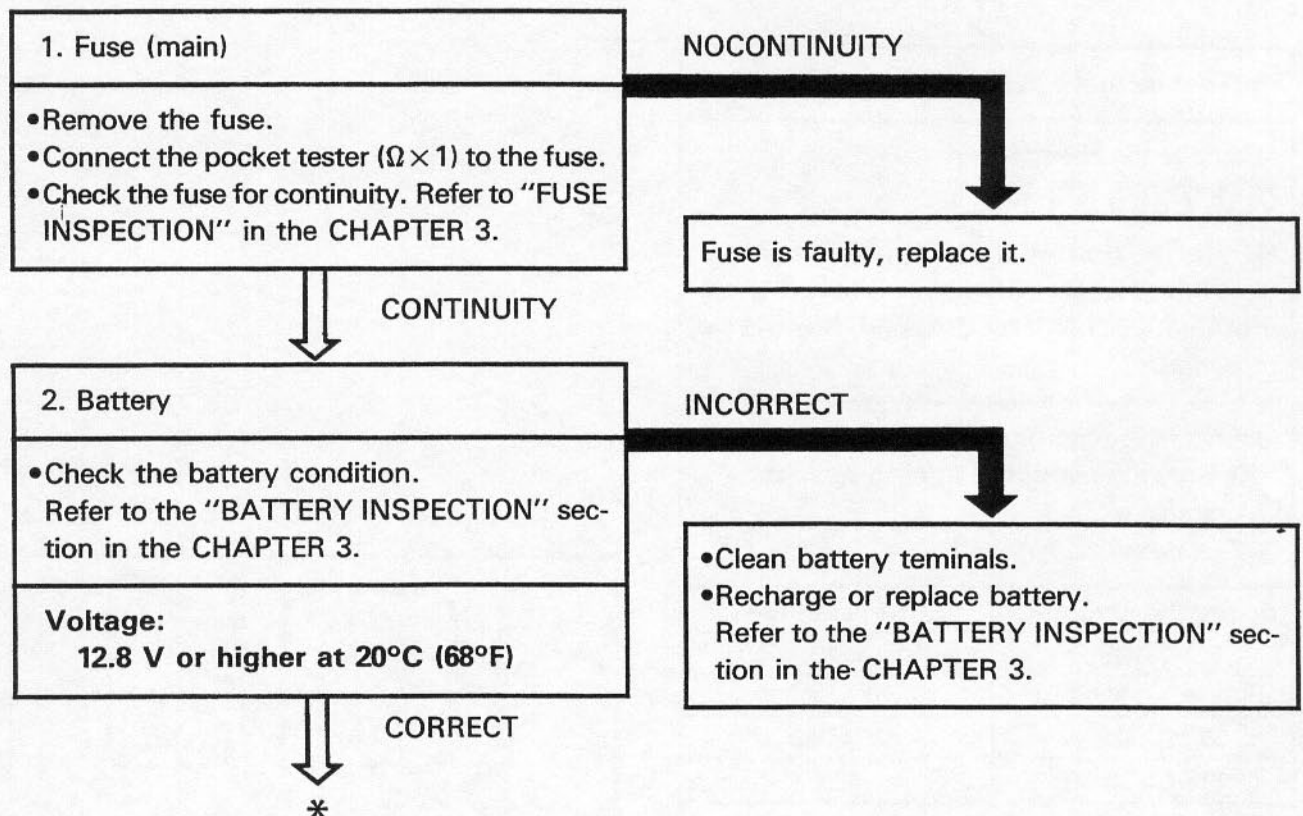 1. Fuse (main)
•Remove the fuse.
•Connect the pocket tester (Ω × 1) to the fuse.
•Check the fuse for continuity. Refer to "FUSE
INSPECTION" in the CHAPTER 3.
NOCONTINUITY
Fuse is faulty, replace it.
CONTINUITY
2. Battery
•Check the battery condition.
Refer to the "BATTERY INSPECTION" sec-
tion in the CHAPTER 3.
Voltage:
12.8 V or higher at 20°C (68°F)
INCORRECT
•Clean battery teminals.
•Recharge or replace battery.
Refer to the "BATTERY INSPECTION" sec-
tion in the CHAPTER 3.
CORRECT
*